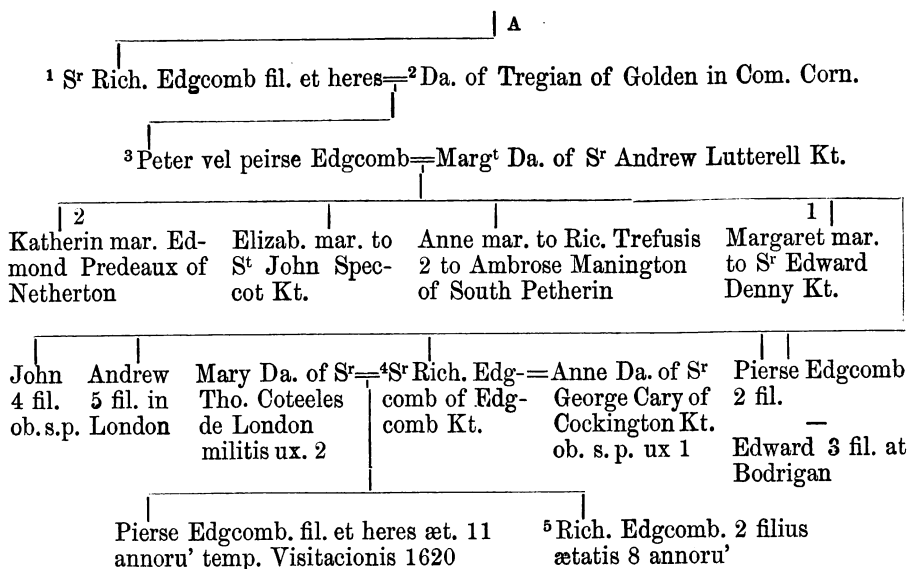 A
¹ Sʳ Rich. Edgcomb fil. et heres=²Da. of Tregian of Golden in Com. Corn.
³ Peter vel peirse Edgcomb=Margᵗ Da. of Sʳ Andrew Lutterell Kt.
2
Katherin mar. Ed-
mond Predeaux of
Netherton
Elizab. mar. to
Sᵗ John Spec-
cot Kt.
Anne mar. to Ric. Trefusis
2 to Ambrose Manington
of South Petherin
1
Margaret mar.
to Sʳ Edward
Denny Kt.
John
4 fil.
ob. s.p.
Andrew
5 fil. in
London
Mary Da. of Sʳ=
Tho. Coteeles
de London
militis ux. 2
⁴Sʳ Rich. Edg-
comb of Edg-
comb Kt.
=Anne Da. of Sʳ
George Cary of
Cockington Kt.
ob. s. p. ux 1
Pierse Edgcomb
2 fil.
—
Edward 3 fil. at
Bodrigan
Pierse Edgcomb. fil. et heres æt. 11
annoru' temp. Visitacionis 1620
⁵ Rich. Edgcomb. 2 filius
ætatis 8 annoru'